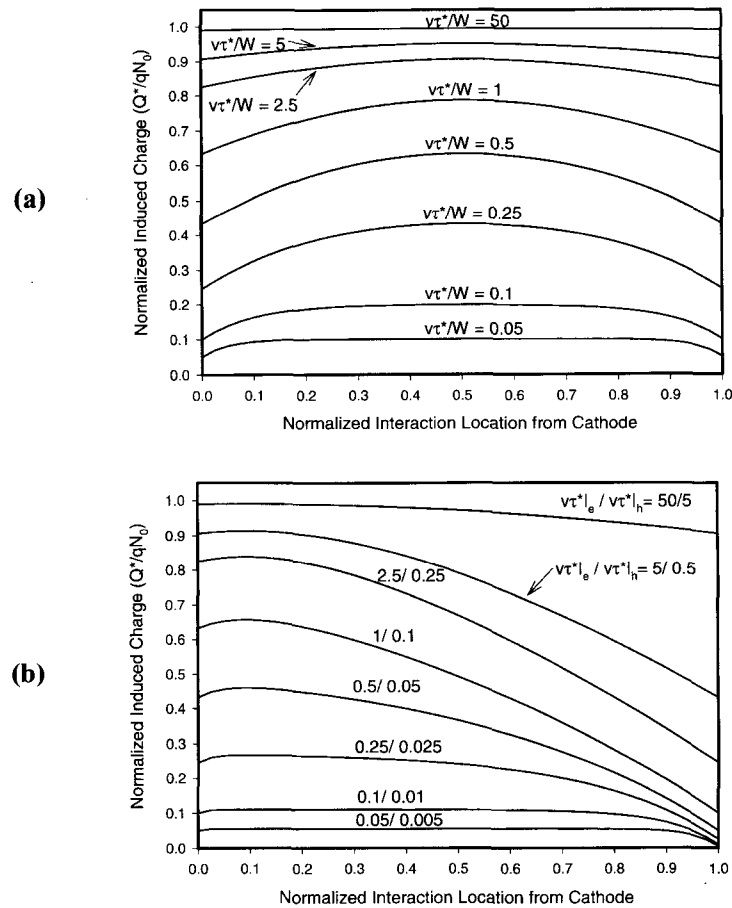 (a)
Normalized Induced Charge (Q*/qN₀)
1.0
0.9
0.8
0.7
0.6
0.5
0.4
0.3
0.2
0.1
0.0
vτ*/W = 50
vτ*/W = 5
vτ*/W = 2.5
vτ*/W = 1
vτ*/W = 0.5
vτ*/W = 0.25
vτ*/W = 0.1
vτ*/W = 0.05
0.0 0.1 0.2 0.3 0.4 0.5 0.6 0.7 0.8 0.9 1.0
Normalized Interaction Location from Cathode
(b)
Normalized Induced Charge (Q*/qN₀)
1.0
0.9
0.8
0.7
0.6
0.5
0.4
0.3
0.2
0.1
0.0
vτ*|ₑ / vτ*|ₕ= 50/5
vτ*|ₑ / vτ*|ₕ= 5/ 0.5
2.5/ 0.25
1/ 0.1
0.5/ 0.05
0.25/ 0.025
0.1/ 0.01
0.05/ 0.005
0.0 0.1 0.2 0.3 0.4 0.5 0.6 0.7 0.8 0.9 1.0
Normalized Interaction Location from Cathode